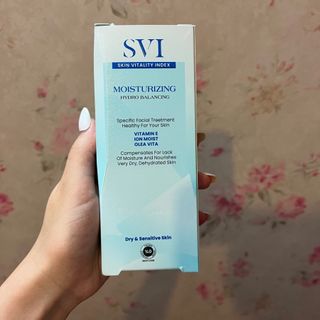 SVI
SKIN VITALITY INDEX
MOISTURIZING
HYDRO BALANCING
Specific Facial Treatment
Healthy For Your Skin
VITAMIN E
ION MOIST
OLEA VITA
Compensates For Lack
Of Moisture And Nourishes
Very Dry, Dehydrated Skin
Dry & Sensitive Skin